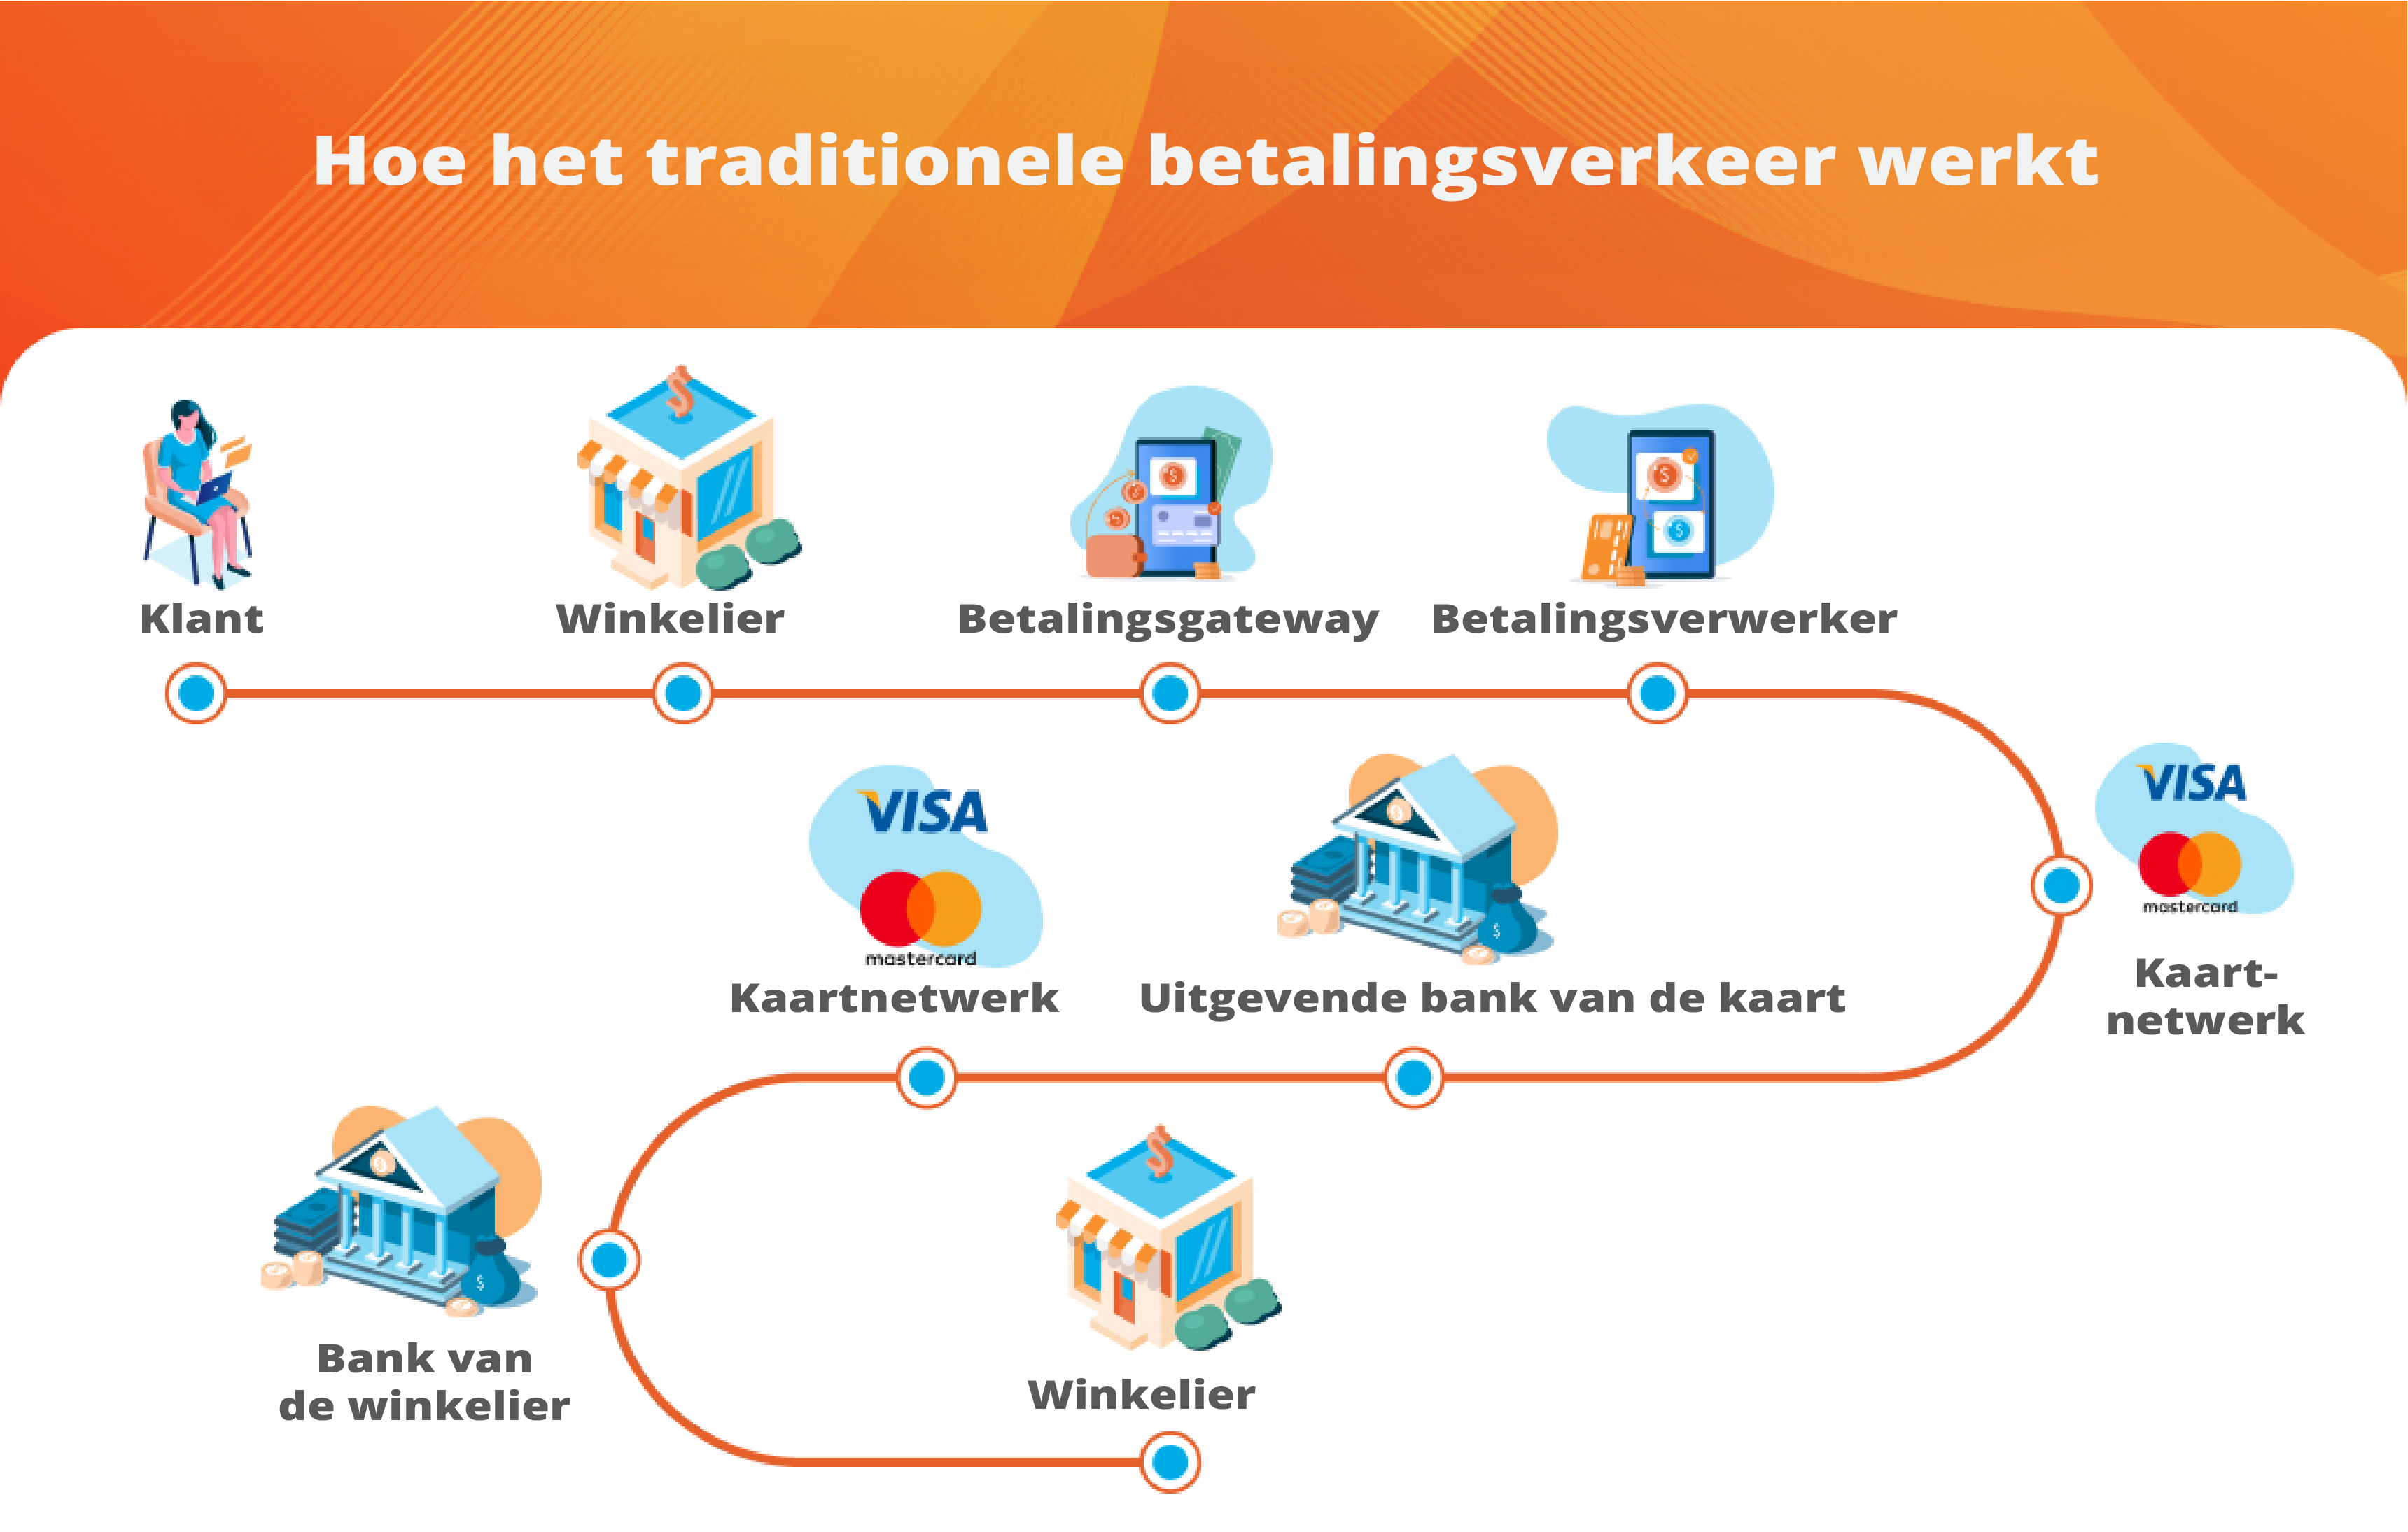 Hoe het traditionele betalingsverkeer werkt
Klant
Winkelier
Betalingsgateway
Betalingsverwerker
VISA
mastercard
Kaart-
netwerk
Uitgevende bank van de kaart
VISA
mastercard
Kaartnetwerk
Bank van
de winkelier
Winkelier